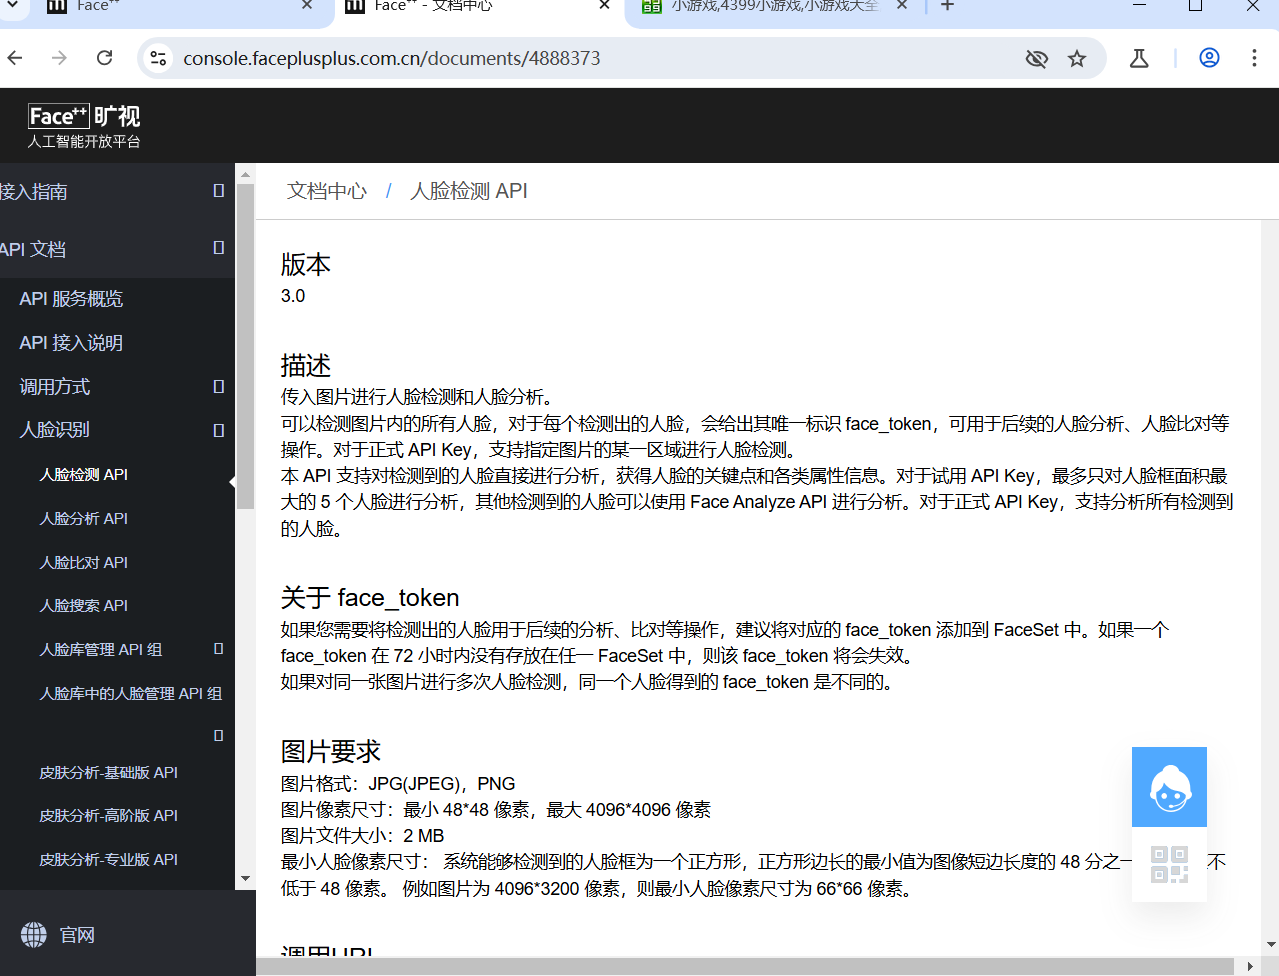 Face⁺⁺
Face⁺⁺ - 文档中心
小游戏,4399小游戏,小游戏大全
console.faceplusplus.com.cn/documents/4888373
Face⁺⁺ 旷视
人工智能开放平台
接入指南
API 文档
API 服务概览
API 接入说明
调用方式
人脸识别
人脸检测 API
人脸分析 API
人脸比对 API
人脸搜索 API
人脸库管理 API 组
人脸库中的人脸管理 API 组
皮肤分析-基础版 API
皮肤分析-高阶版 API
皮肤分析-专业版 API
官网
文档中心 / 人脸检测 API
版本
3.0
描述
传入图片进行人脸检测和人脸分析。
可以检测图片内的所有人脸，对于每个检测出的人脸，会给出其唯一标识 face_token，可用于后续的人脸分析、人脸比对等
操作。对于正式 API Key，支持指定图片的某一区域进行人脸检测。
本 API 支持对检测到的人脸直接进行分析，获得人脸的关键点和各类属性信息。对于试用 API Key，最多只对人脸框面积最
大的 5 个人脸进行分析，其他检测到的人脸可以使用 Face Analyze API 进行分析。对于正式 API Key，支持分析所有检测到
的人脸。
关于 face_token
如果您需要将检测出的人脸用于后续的分析、比对等操作，建议将对应的 face_token 添加到 FaceSet 中。如果一个
face_token 在 72 小时内没有存放在任一 FaceSet 中，则该 face_token 将会失效。
如果对同一张图片进行多次人脸检测，同一个人脸得到的 face_token 是不同的。
图片要求
图片格式：JPG(JPEG)，PNG
图片像素尺寸：最小 48*48 像素，最大 4096*4096 像素
图片文件大小：2 MB
最小人脸像素尺寸： 系统能够检测到的人脸框为一个正方形，正方形边长的最小值为图像短边长度的 48 分之一 不
低于 48 像素。 例如图片为 4096*3200 像素，则最小人脸像素尺寸为 66*66 像素。
调用URL